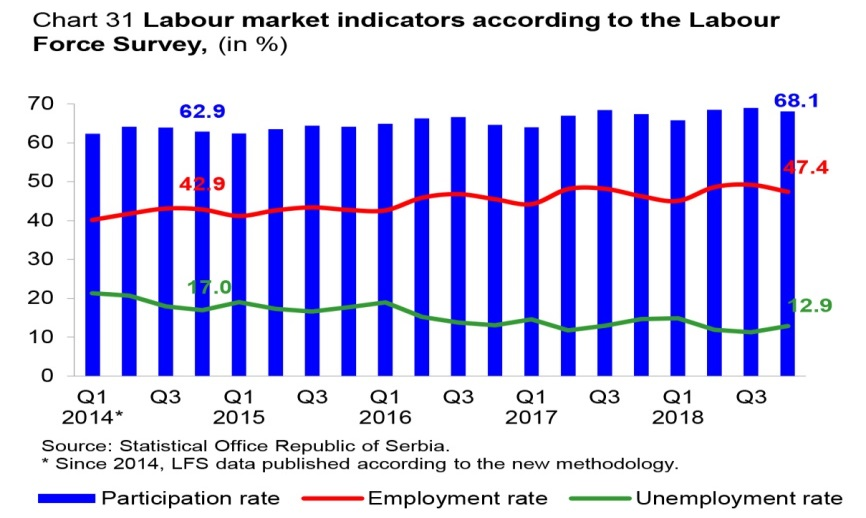 Chart 31 Labour market indicators according to the Labour
Force Survey, (in %)
70
60
50
40
30
20
10
0
62.9
68.1
42.9
47.4
17.0
12.9
Q1 Q3 Q1 Q3 Q1 Q3 Q1 Q3 Q1 Q3
2014* 2015 2016 2017 2018
Source: Statistical Office Republic of Serbia.
* Since 2014, LFS data published according to the new methodology.
Participation rate Employment rate Unemployment rate